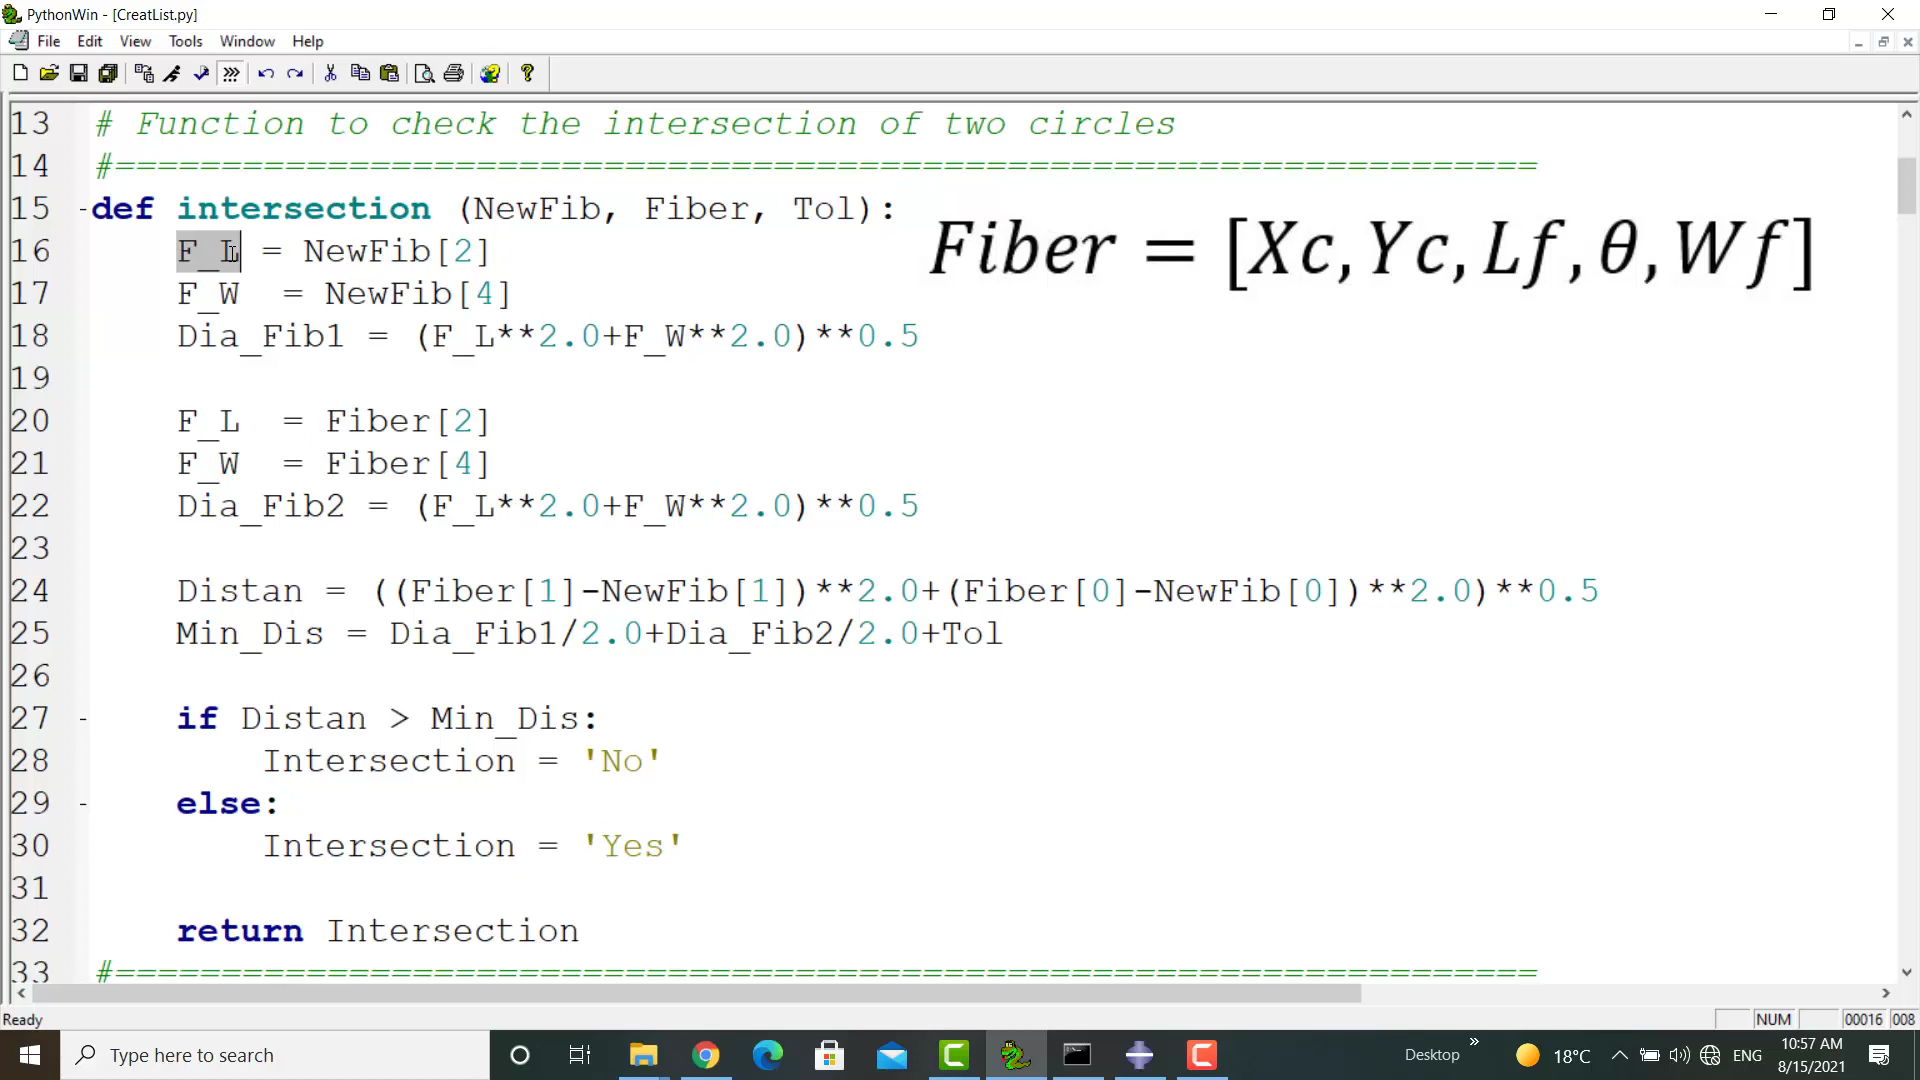 PythonWin - [CreatList.py]
File Edit View Tools Window Help
13 # Function to check the intersection of two circles
14 #===================================================================
15 -def intersection (NewFib, Fiber, Tol):
16 F_L = NewFib[2]
Fiber = [Xc, Yc, Lf, θ, Wf]
17 F_W = NewFib[4]
18 Dia_Fib1 = (F_L**2.0+F_W**2.0)**0.5
19
20 F_L = Fiber[2]
21 F_W = Fiber[4]
22 Dia_Fib2 = (F_L**2.0+F_W**2.0)**0.5
23
24 Distan = ((Fiber[1]-NewFib[1])**2.0+(Fiber[0]-NewFib[0])**2.0)**0.5
25 Min_Dis = Dia_Fib1/2.0+Dia_Fib2/2.0+Tol
26
27 - if Distan > Min_Dis:
28 Intersection = 'No'
29 - else:
30 Intersection = 'Yes'
31
32 return Intersection
33 #===================================================================
Ready NUM 00016 008
Type here to search Desktop » 18°C ENG 10:57 AM
8/15/2021